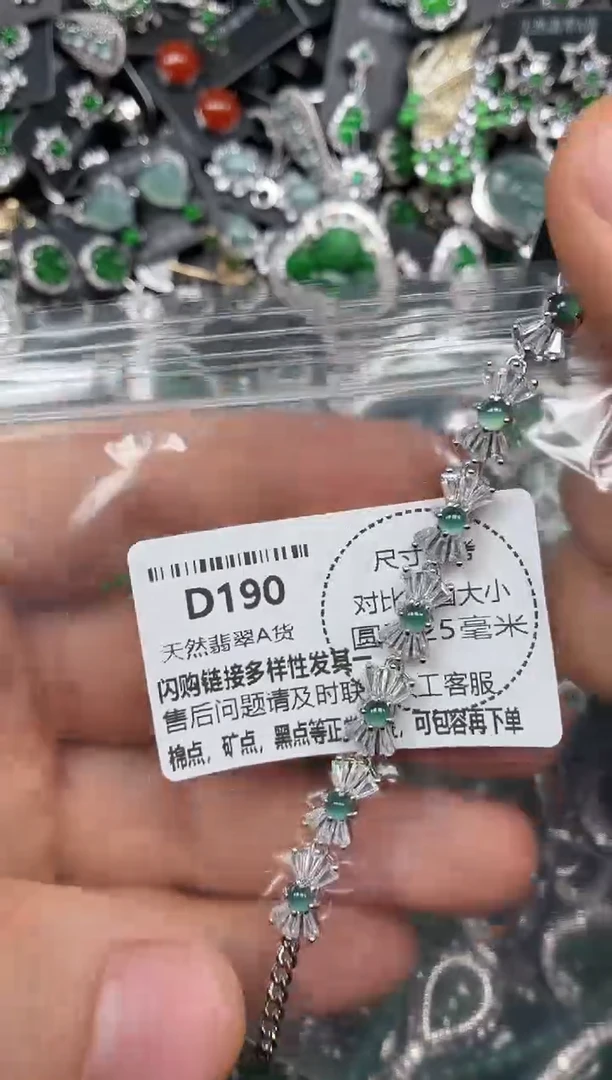 D190
天然翡翠A货
闪购链接多样性发其一
售后问题请及时联 工客服
棉点，矿点，黑点等正 ，可包容再下单
尺寸
对比 大小
圆 25毫米